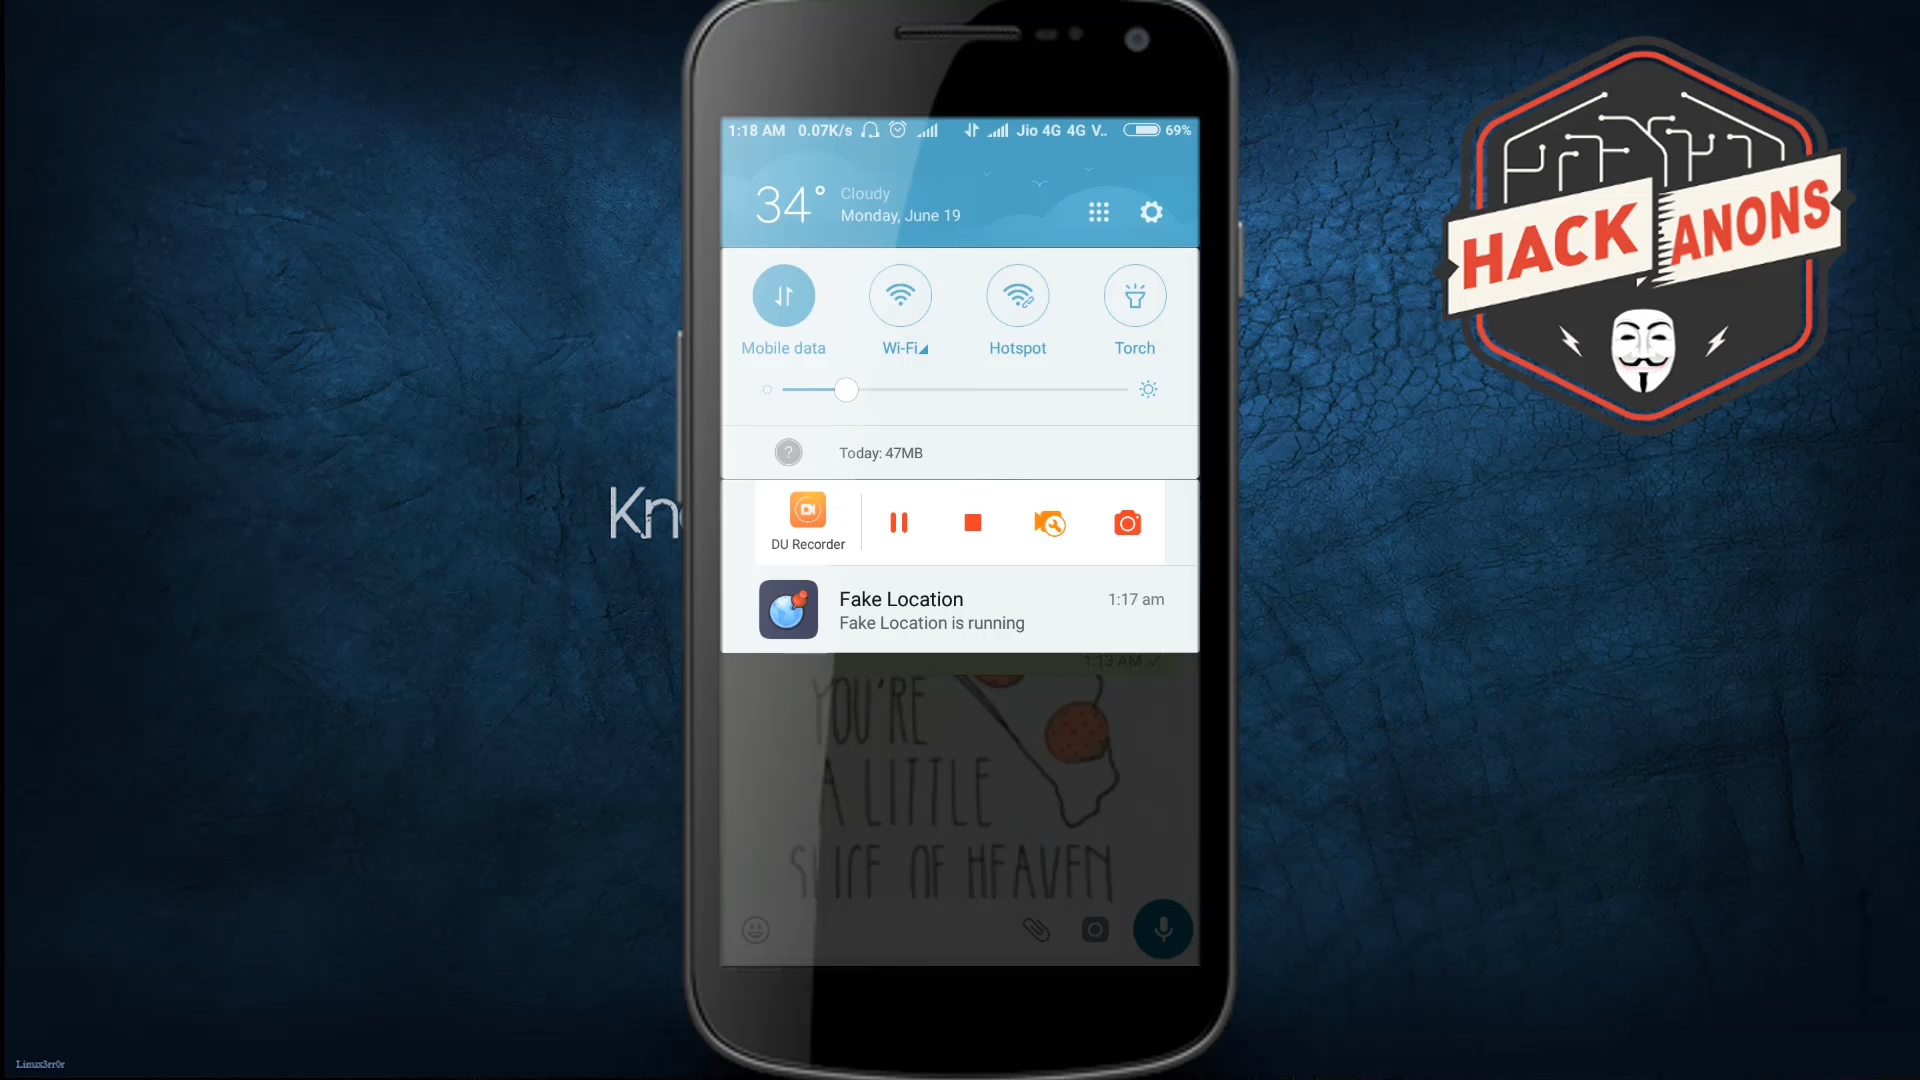 1:18 AM 0.07K/s Jio 4G 4G V.. 69%
34° Cloudy
Monday, June 19
Mobile data Wi-Fi Hotspot Torch
? Today: 47MB
DU Recorder
Fake Location 1:17 am
Fake Location is running
1:13 AM
YOU'RE
A LITTLE
SLICE OF HEAVEN
Kn
HACK ANONS
Linux3rr0r